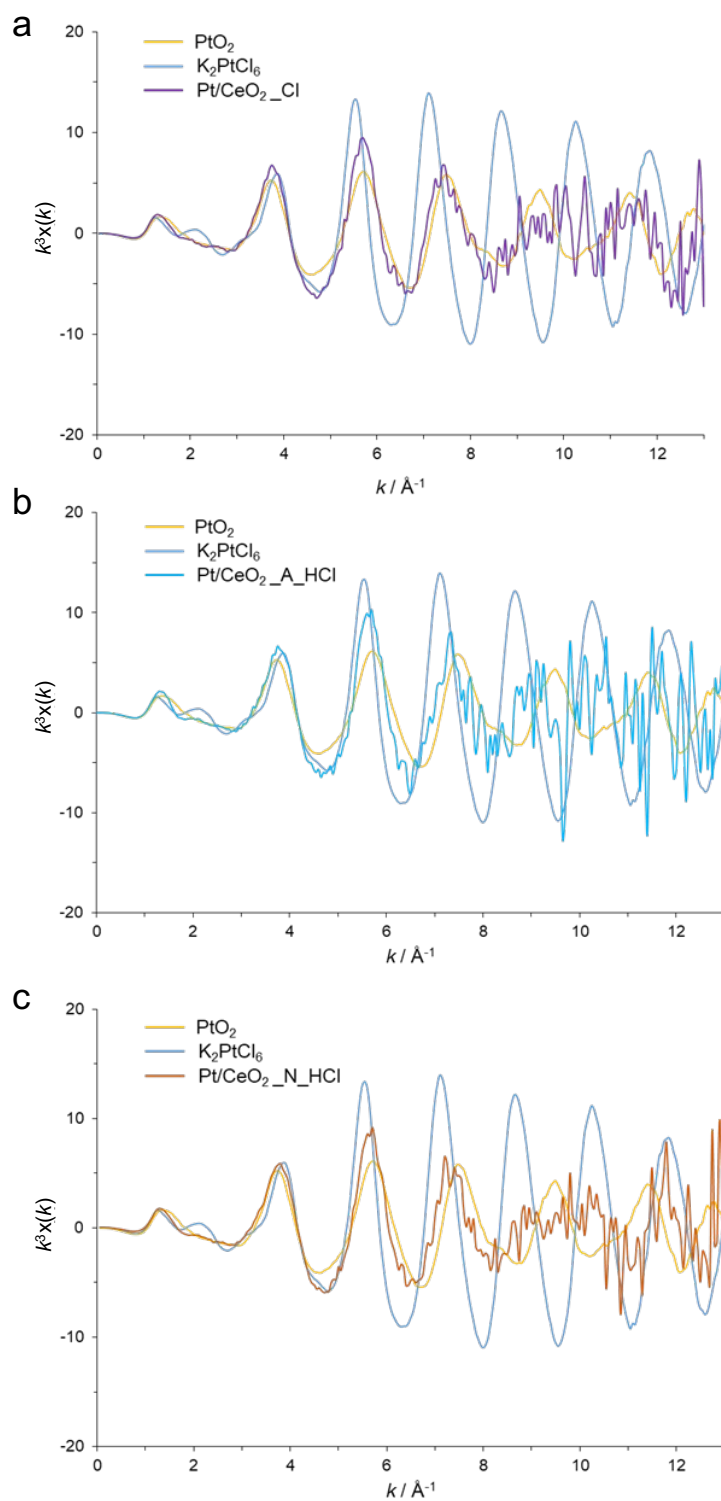 a
20
10
0
-10
-20
k³x(k)
PtO₂
K₂PtCl₆
Pt/CeO₂_Cl
0 2 4 6 8 10 12
k / Å⁻¹
b
20
10
0
-10
-20
k³x(k)
PtO₂
K₂PtCl₆
Pt/CeO₂_A_HCl
0 2 4 6 8 10 12
k / Å⁻¹
c
20
10
0
-10
-20
k³x(k)
PtO₂
K₂PtCl₆
Pt/CeO₂_N_HCl
0 2 4 6 8 10 12
k / Å⁻¹